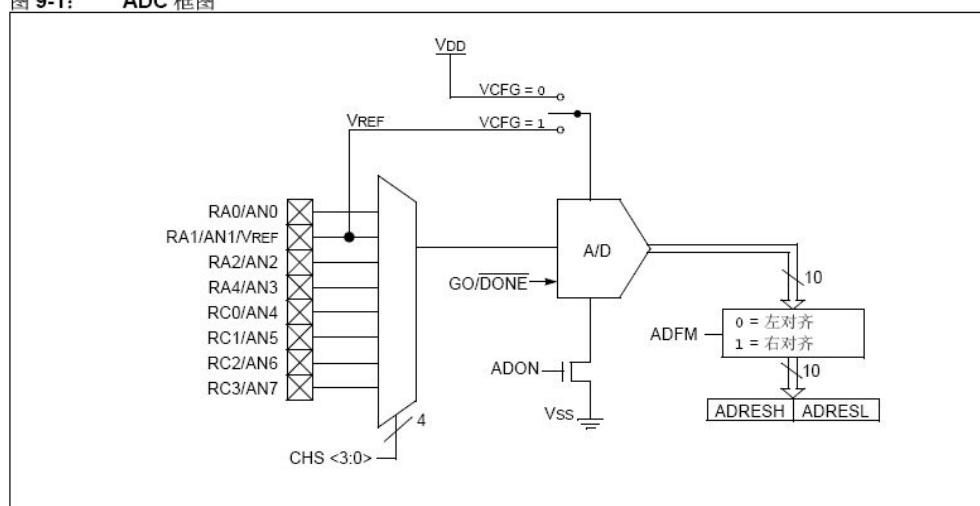 图 9-1: ADC 框图
VDD
VCFG = 0
VREF
VCFG = 1
RA0/AN0
RA1/AN1/VREF
RA2/AN2
RA4/AN3
RC0/AN4
RC1/AN5
RC2/AN6
RC3/AN7
A/D
GO/DONE
10
ADFM
0 = 左对齐
1 = 右对齐
ADON
10
VSS
ADRESH ADRESL
4
CHS <3:0>